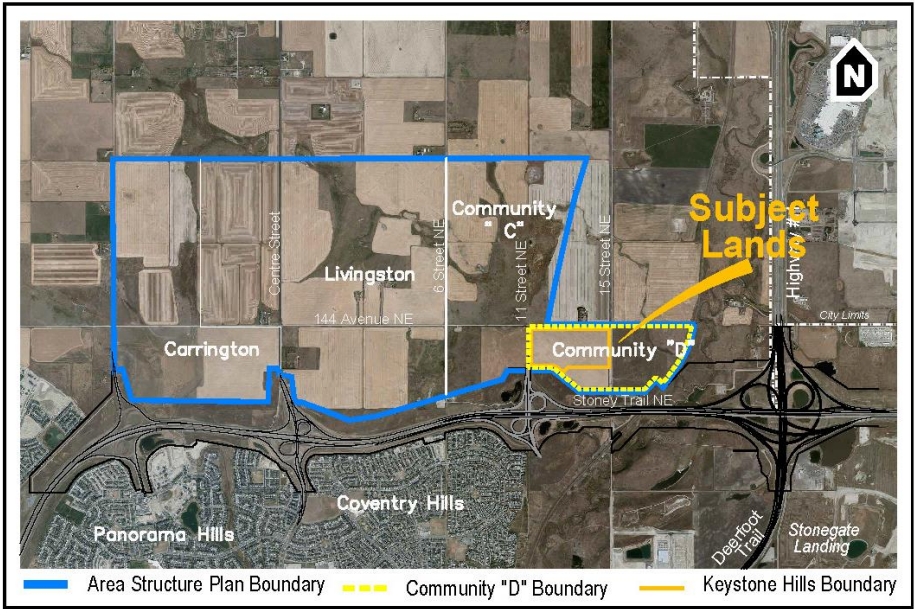 N
Subject
Lands
Community
"C"
Livingston
Carrington
Community "D"
Centre Street
6 Street NE
11 Street NE
15 Street NE
144 Avenue NE
City Limits
Stoney Trail NE
Coventry Hills
Panorama Hills
Deerfoot
Trail
Stonegate
Landing
Area Structure Plan Boundary
Community "D" Boundary
Keystone Hills Boundary